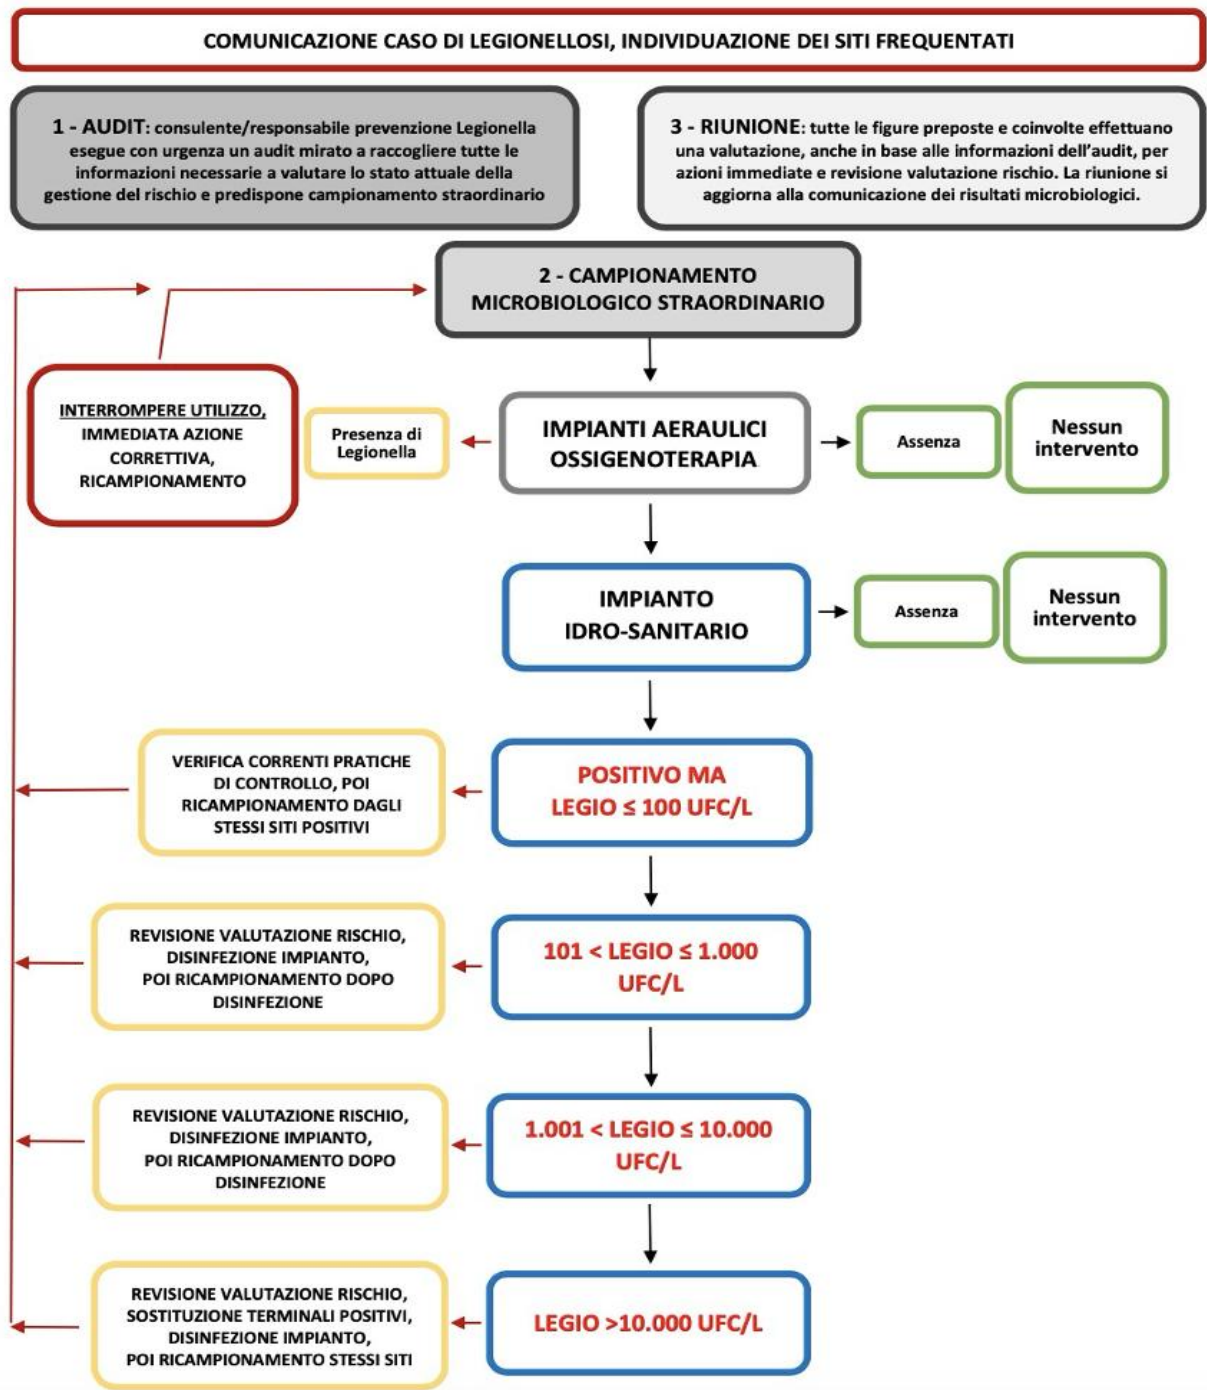 COMUNICAZIONE CASO DI LEGIONELLOSI, INDIVIDUAZIONE DEI SITI FREQUENTATI
1 - AUDIT: consulente/responsabile prevenzione Legionella
esegue con urgenza un audit mirato a raccogliere tutte le
informazioni necessarie a valutare lo stato attuale della
gestione del rischio e predispone campionamento straordinario
3 - RIUNIONE: tutte le figure preposte e coinvolte effettuano
una valutazione, anche in base alle informazioni dell'audit, per
azioni immediate e revisione valutazione rischio. La riunione si
aggiorna alla comunicazione dei risultati microbiologici.
2 - CAMPIONAMENTO
MICROBIOLOGICO STRAORDINARIO
INTERROMPERE UTILIZZO,
IMMEDIATA AZIONE
CORRETTIVA,
RICAMPIONAMENTO
Presenza di
Legionella
IMPIANTI AERAULICI
OSSIGENOTERAPIA
Assenza
Nessun
intervento
IMPIANTO
IDRO-SANITARIO
Assenza
Nessun
intervento
VERIFICA CORRENTI PRATICHE
DI CONTROLLO, POI
RICAMPIONAMENTO DAGLI
STESSI SITI POSITIVI
POSITIVO MA
LEGIO ≤ 100 UFC/L
REVISIONE VALUTAZIONE RISCHIO,
DISINFEZIONE IMPIANTO,
POI RICAMPIONAMENTO DOPO
DISINFEZIONE
101 < LEGIO ≤ 1.000
UFC/L
REVISIONE VALUTAZIONE RISCHIO,
DISINFEZIONE IMPIANTO,
POI RICAMPIONAMENTO DOPO
DISINFEZIONE
1.001 < LEGIO ≤ 10.000
UFC/L
REVISIONE VALUTAZIONE RISCHIO,
SOSTITUZIONE TERMINALI POSITIVI,
DISINFEZIONE IMPIANTO,
POI RICAMPIONAMENTO STESSI SITI
LEGIO >10.000 UFC/L